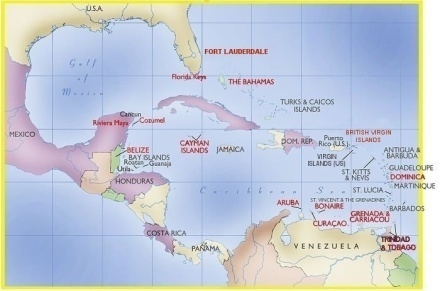 U.S.A.
FORT LAUDERDALE
Gulf
of
Mexico
Florida Keys
THE BAHAMAS
Cancun
Cozumel
Riviera Maya
TURKS & CAICOS
ISLANDS
MEXICO
BELIZE
BAY ISLANDS
Roatan
Guanaja
Utila
CAYMAN
ISLANDS
JAMAICA
DOM. REP.
Puerto
Rico (U.S.)
BRITISH VIRGIN
ISLANDS
VIRGIN
ISLANDS (US)
ANTIGUA &
BARBUDA
ST. KITTS
& NEVIS
GUADELOUPE
DOMINICA
MARTINIQUE
HONDURAS
Caribbean Sea
ST. LUCIA
ST. VINCENT & THE GRENADINES
BARBADOS
ARUBA
BONAIRE
CURAÇAO
GRENADA &
CARRIACOU
COSTA RICA
PANAMA
VENEZUELA
TRINIDAD
& TOBAGO